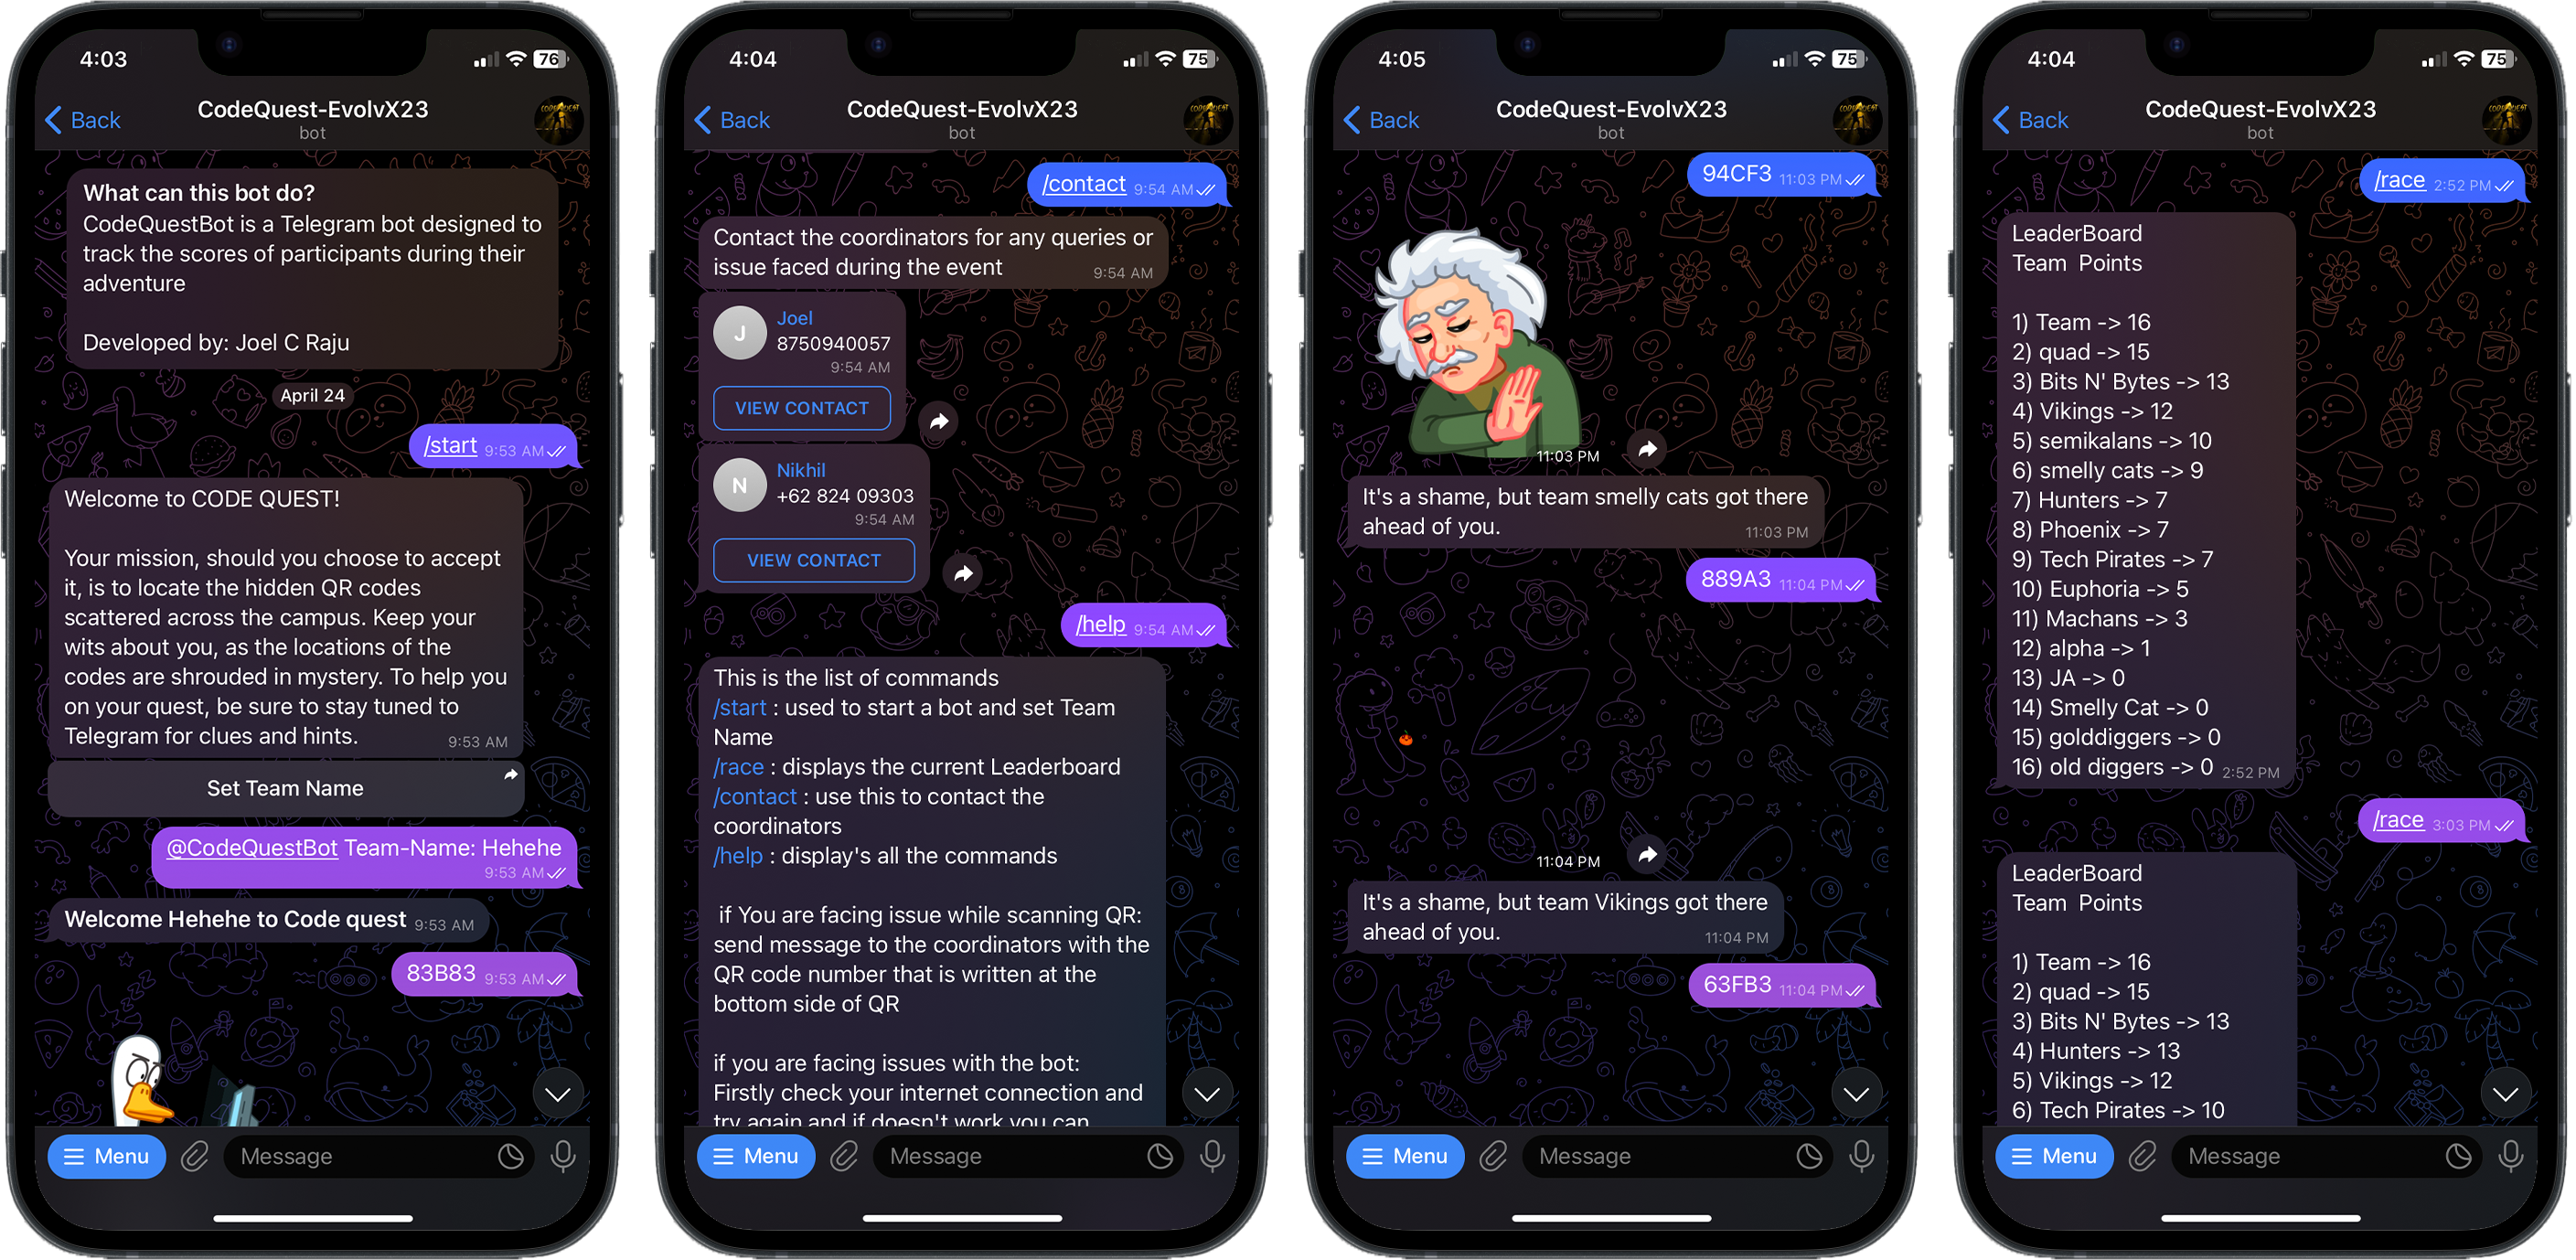 4:03
76
Back
CodeQuest-EvolvX23
bot
CODEQUEST
What can this bot do?
CodeQuestBot is a Telegram bot designed to
track the scores of participants during their
adventure
Developed by: Joel C Raju
April 24
/start 9:53 AM
Welcome to CODE QUEST!
Your mission, should you choose to accept
it, is to locate the hidden QR codes
scattered across the campus. Keep your
wits about you, as the locations of the
codes are shrouded in mystery. To help you
on your quest, be sure to stay tuned to
Telegram for clues and hints. 9:53 AM
Set Team Name
@CodeQuestBot Team-Name: Hehehe
9:53 AM
Welcome Hehehe to Code quest 9:53 AM
83B83 9:53 AM
Menu
Message
4:04
75
Back
CodeQuest-EvolvX23
bot
CODEQUEST
/contact 9:54 AM
Contact the coordinators for any queries or
issue faced during the event 9:54 AM
J
Joel
8750940057
9:54 AM
VIEW CONTACT
N
Nikhil
+62 824 09303
9:54 AM
VIEW CONTACT
/help 9:54 AM
This is the list of commands
/start : used to start a bot and set Team
Name
/race : displays the current Leaderboard
/contact : use this to contact the
coordinators
/help : display's all the commands
if You are facing issue while scanning QR:
send message to the coordinators with the
QR code number that is written at the
bottom side of QR
if you are facing issues with the bot:
Firstly check your internet connection and
try again and if doesn't work you can
Menu
Message
4:05
75
Back
CodeQuest-EvolvX23
bot
CODEQUEST
94CF3 11:03 PM
11:03 PM
It's a shame, but team smelly cats got there
ahead of you. 11:03 PM
889A3 11:04 PM
11:04 PM
It's a shame, but team Vikings got there
ahead of you. 11:04 PM
63FB3 11:04 PM
Menu
Message
4:04
75
Back
CodeQuest-EvolvX23
bot
CODEQUEST
/race 2:52 PM
LeaderBoard
Team Points
1) Team -> 16
2) quad -> 15
3) Bits N' Bytes -> 13
4) Vikings -> 12
5) semikalans -> 10
6) smelly cats -> 9
7) Hunters -> 7
8) Phoenix -> 7
9) Tech Pirates -> 7
10) Euphoria -> 5
11) Machans -> 3
12) alpha -> 1
13) JA -> 0
14) Smelly Cat -> 0
15) golddiggers -> 0
16) old diggers -> 0 2:52 PM
/race 3:03 PM
LeaderBoard
Team Points
1) Team -> 16
2) quad -> 15
3) Bits N' Bytes -> 13
4) Hunters -> 13
5) Vikings -> 12
6) Tech Pirates -> 10
Menu
Message